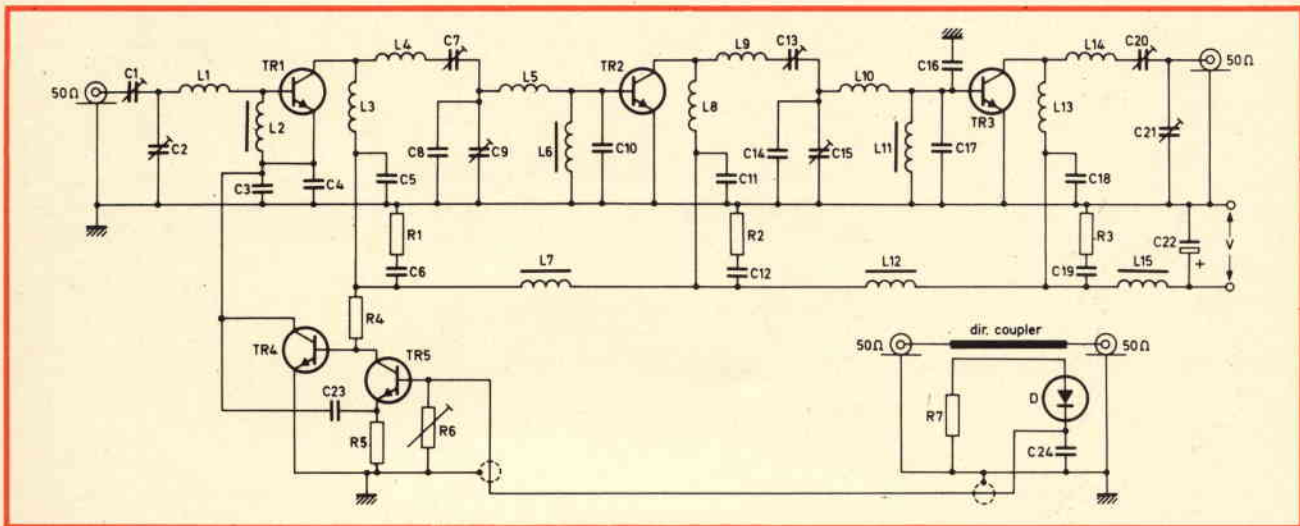 C16
L4 C7 L9 C13 L14 C20
TR1 TR2 TR3
50Ω C1 L1 L5 L10 50Ω
L3 L8 L13
C2 L2 C8 C9 L6 C10 C14 C15 L11 C17 C21
C3 C4 C5 C11 C18
R1 R2 R3 C22 V
+
C6 L7 C12 L12 C19 L15
R4
TR4 TR5 50Ω dir. coupler 50Ω
C23 D
R5 R6 R7
C24